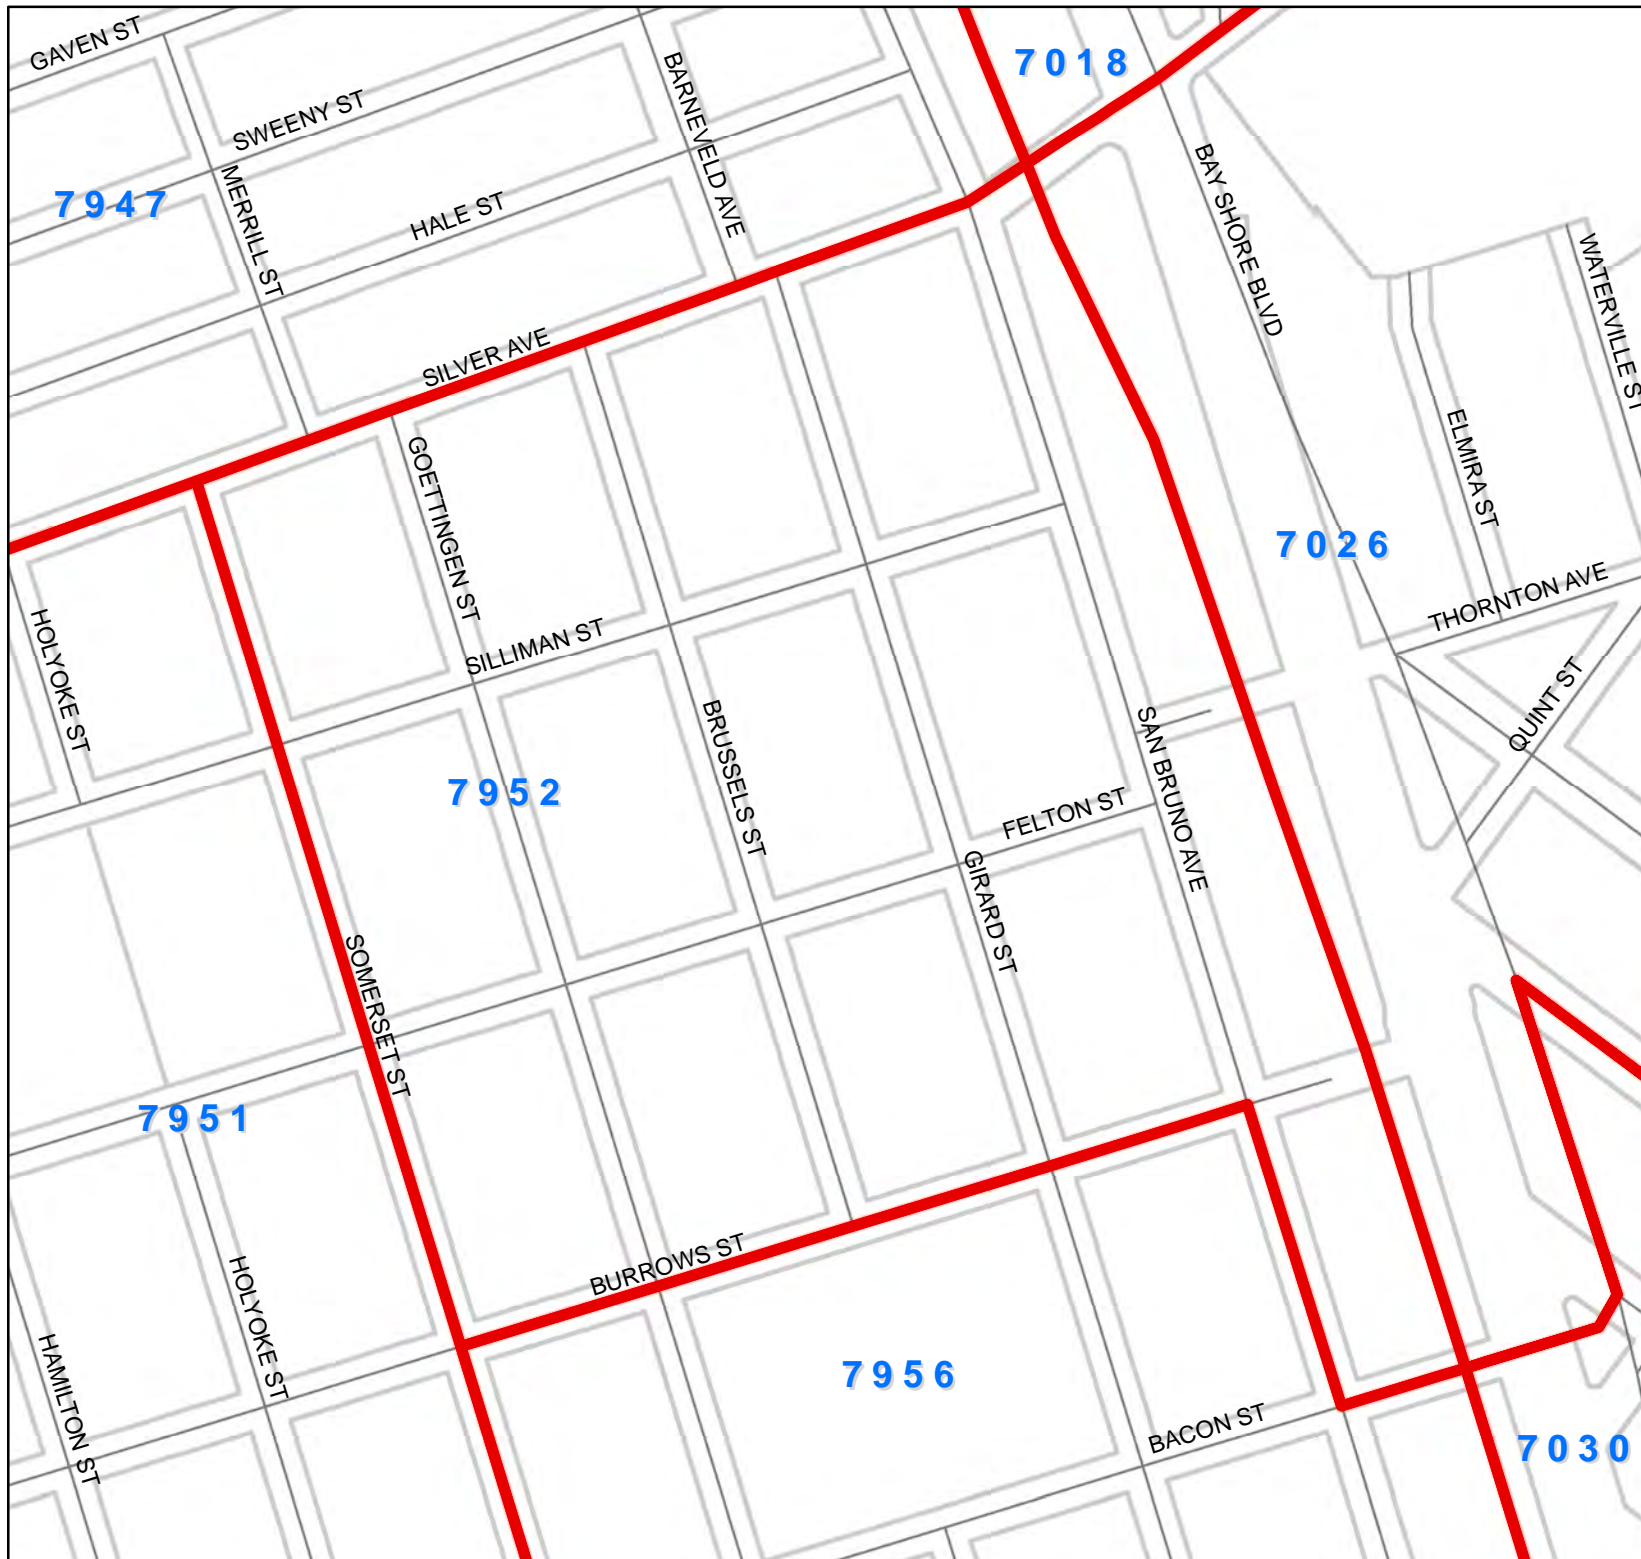 GAVEN ST
7018
BARNEVELD AVE
SWEENY ST
BAY SHORE BLVD
MERRILL ST
7947
HALE ST
WATERVILLE ST
SILVER AVE
ELMIRA ST
GOETTINGEN ST
7026
THORNTON AVE
HOLYOKE ST
SILLIMAN ST
QUINT ST
BRUSSELS ST
SAN BRUNO AVE
7952
FELTON ST
GIRARD ST
SOMERSET ST
7951
BURROWS ST
HOLYOKE ST
HAMILTON ST
7956
BACON ST
7030